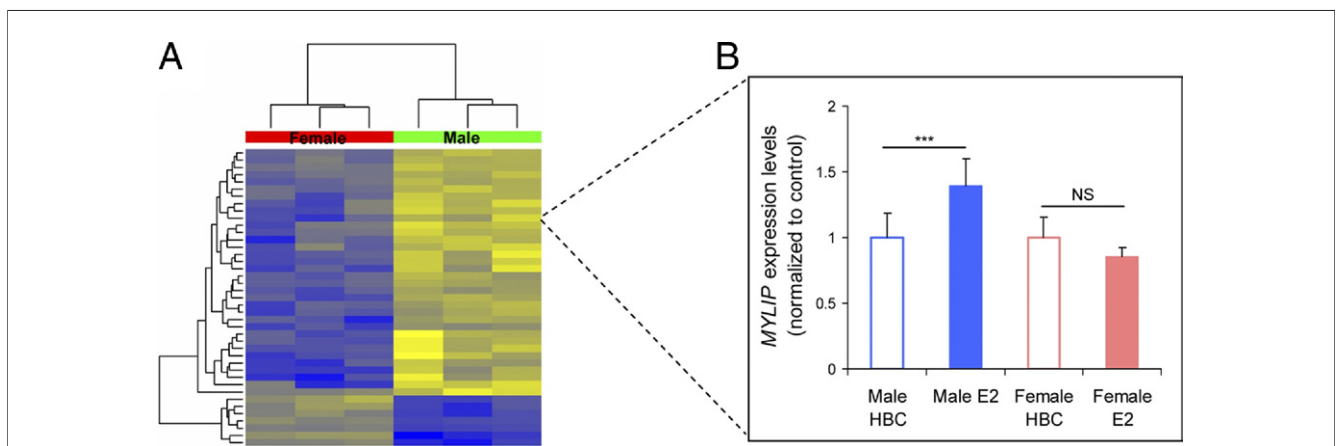 A
B
Female
Male
MYLIP expression levels
(normalized to control)
2
1.5
1
0.5
0
***
NS
Male
HBC
Male E2
Female
HBC
Female
E2